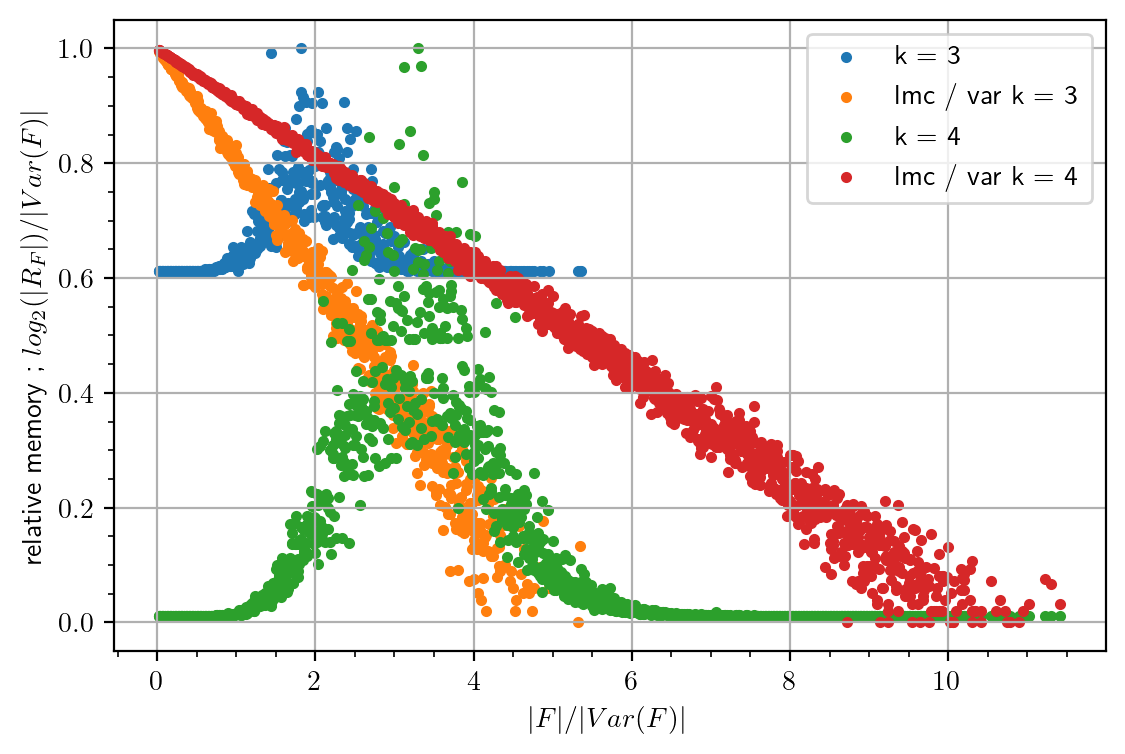 k = 3
lmc / var k = 3
k = 4
lmc / var k = 4
relative memory ; $log_2(|R_F|)/|Var(F)|$
1.0
0.8
0.6
0.4
0.2
0.0
0 2 4 6 8 10
$|F|/|Var(F)|$